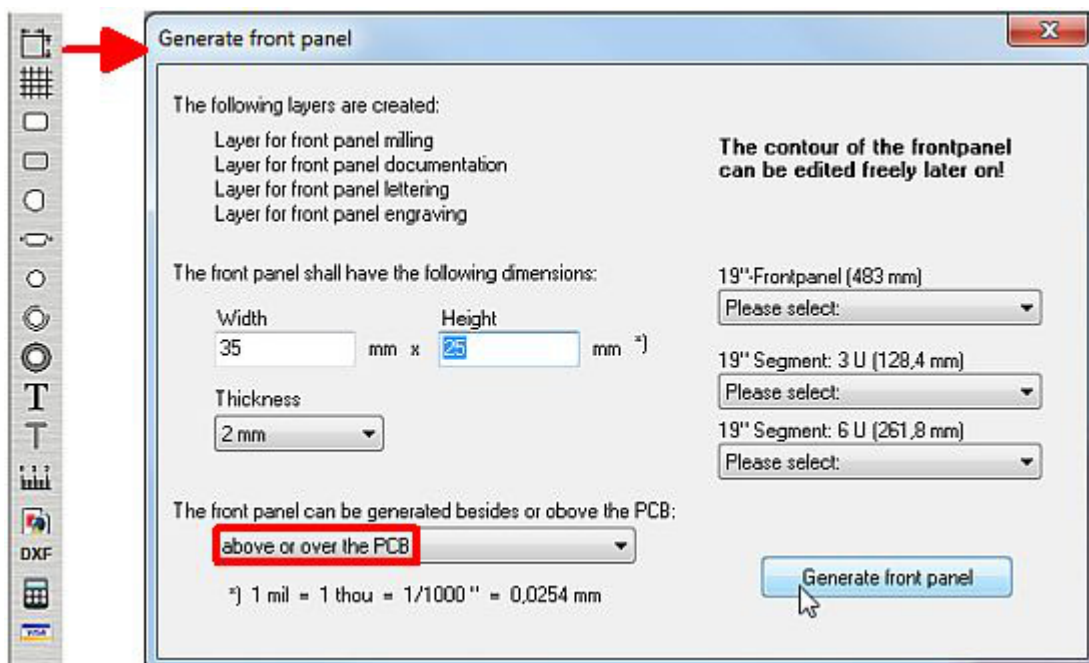 Generate front panel
The following layers are created:
Layer for front panel milling
Layer for front panel documentation
Layer for front panel lettering
Layer for front panel engraving
The contour of the frontpanel
can be edited freely later on!
The front panel shall have the following dimensions:
Width
Height
35
mm x
25
mm *)
Thickness
2 mm
19"-Frontpanel (483 mm)
Please select:
19" Segment: 3 U (128,4 mm)
Please select:
19" Segment: 6 U (261,8 mm)
Please select:
The front panel can be generated besides or obove the PCB:
above or over the PCB
*) 1 mil = 1 thou = 1/1000 " = 0,0254 mm
Generate front panel
T
T
DXF
VISA